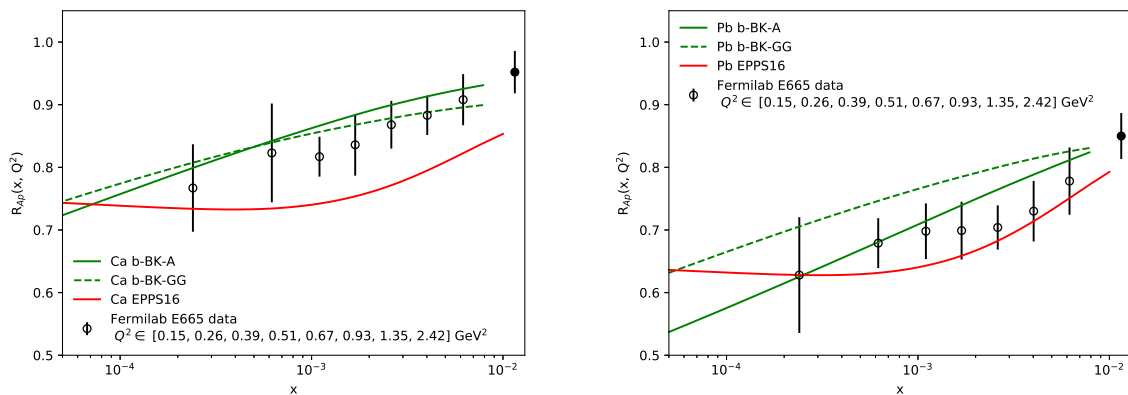 1.0
0.9
0.8
0.7
0.6
0.5
R_{Ap}(x, Q²)
Ca b-BK-A
Ca b-BK-GG
Ca EPPS16
Fermilab E665 data
Q² ∈ [0.15, 0.26, 0.39, 0.51, 0.67, 0.93, 1.35, 2.42] GeV²
10⁻⁴
10⁻³
10⁻²
x
1.0
0.9
0.8
0.7
0.6
0.5
R_{Ap}(x, Q²)
Pb b-BK-A
Pb b-BK-GG
Pb EPPS16
Fermilab E665 data
Q² ∈ [0.15, 0.26, 0.39, 0.51, 0.67, 0.93, 1.35, 2.42] GeV²
10⁻⁴
10⁻³
10⁻²
x